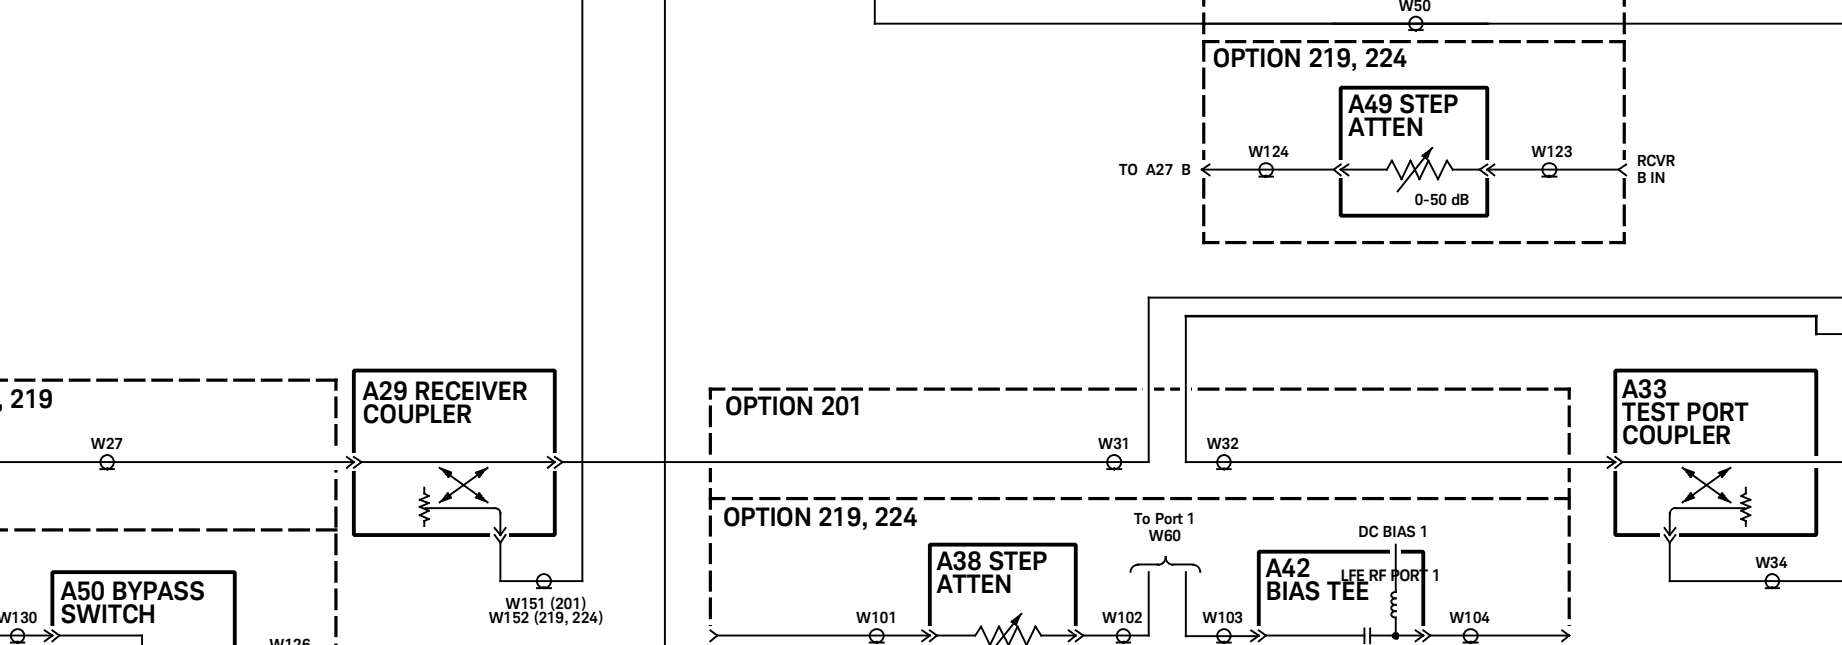 W50
OPTION 219, 224
A49 STEP
ATTEN
TO A27 B
W124
W123
RCVR
B IN
0-50 dB
, 219
W27
A29 RECEIVER
COUPLER
OPTION 201
W31
W32
A33
TEST PORT
COUPLER
OPTION 219, 224
To Port 1
W60
DC BIAS 1
A38 STEP
ATTEN
A42
BIAS TEE
LFE RF PORT 1
W34
A50 BYPASS
SWITCH
W151 (201)
W152 (219, 224)
W130
W126
W101
W102
W103
W104